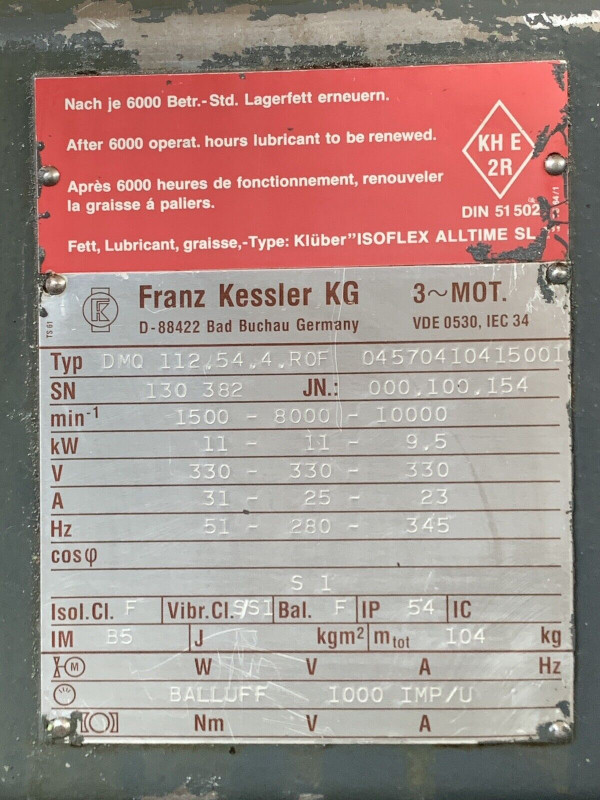 Nach je 6000 Betr.-Std. Lagerfett erneuern.
After 6000 operat. hours lubricant to be renewed.
Après 6000 heures de fonctionnement, renouveler
la graisse á paliers.
KH E
2R
DIN 51 502
Fett, Lubricant, graisse,-Type: Klüber"ISOFLEX ALLTIME SL
Franz Kessler KG 3~MOT.
D-88422 Bad Buchau Germany VDE 0530, IEC 34
TS 61
Typ DMQ 112.54.4.ROF 04570410415001
SN 130 382 JN.: 000.100.154
min-1 1500 - 8000 - 10000
kW 11 - 11 - 9.5
V 330 - 330 - 330
A 31 - 25 - 23
Hz 51 - 280 - 345
cosφ
S 1
Isol.Cl. F Vibr.Cl. Bal. F IP 54 IC
IM B5 J kgm² mtot 104 kg
M W V A Hz
BALLUFF 1000 IMP/U
Nm V A